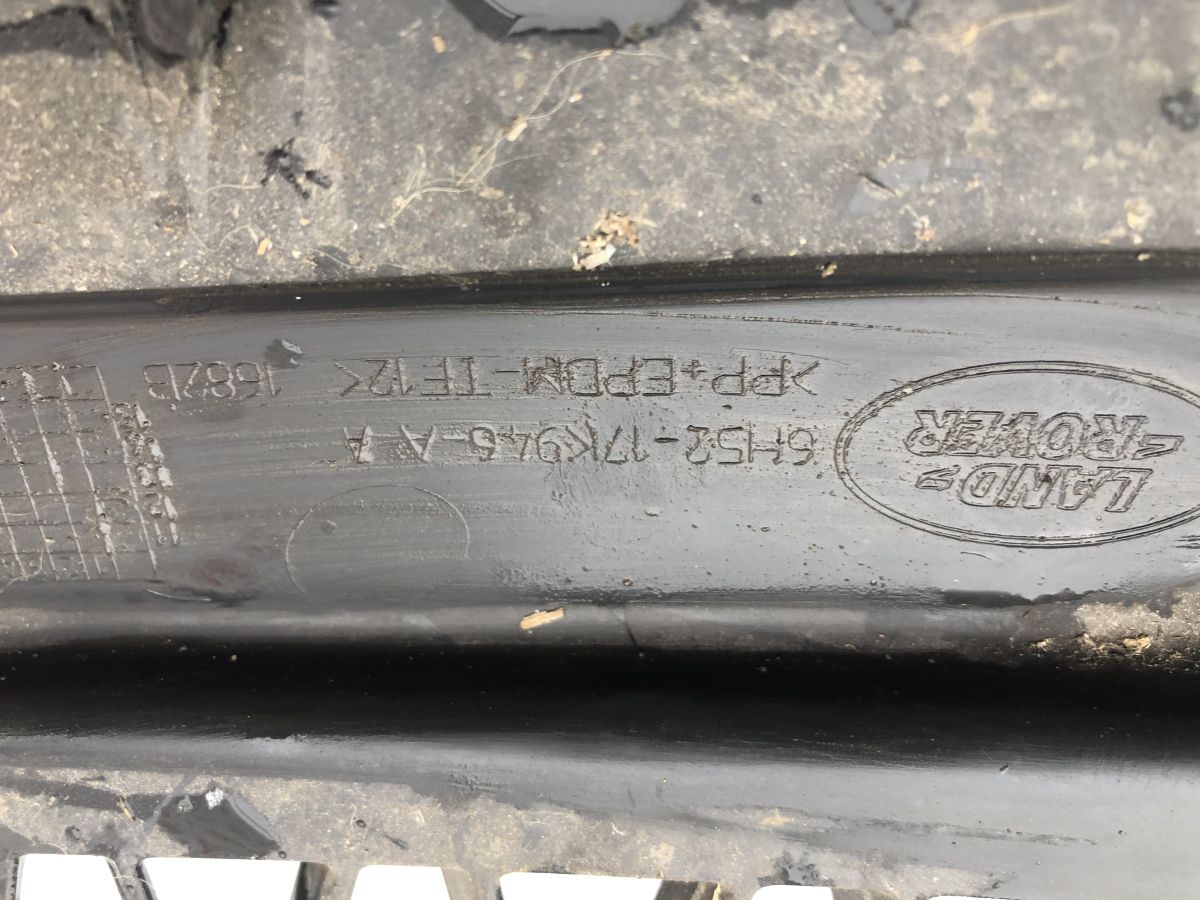 LAND
ROVER
6H52-17K946-A A
>PP+EPDM-TF12< 1682B